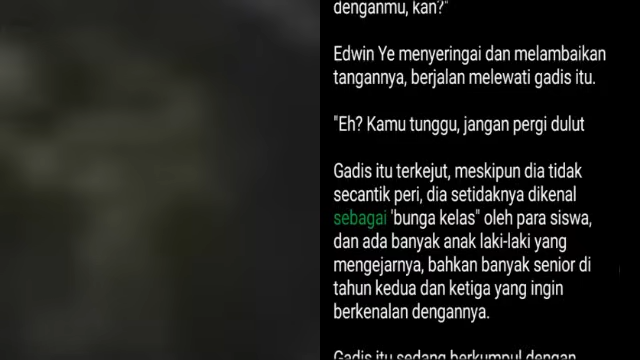 denganmu, kan?"
Edwin Ye menyeringai dan melambaikan
tangannya, berjalan melewati gadis itu.
"Eh? Kamu tunggu, jangan pergi dulut
Gadis itu terkejut, meskipun dia tidak
secantik peri, dia setidaknya dikenal
sebagai 'bunga kelas" oleh para siswa,
dan ada banyak anak laki-laki yang
mengejarnya, bahkan banyak senior di
tahun kedua dan ketiga yang ingin
berkenalan dengannya.
Gadis itu sedang berkumpul dengan